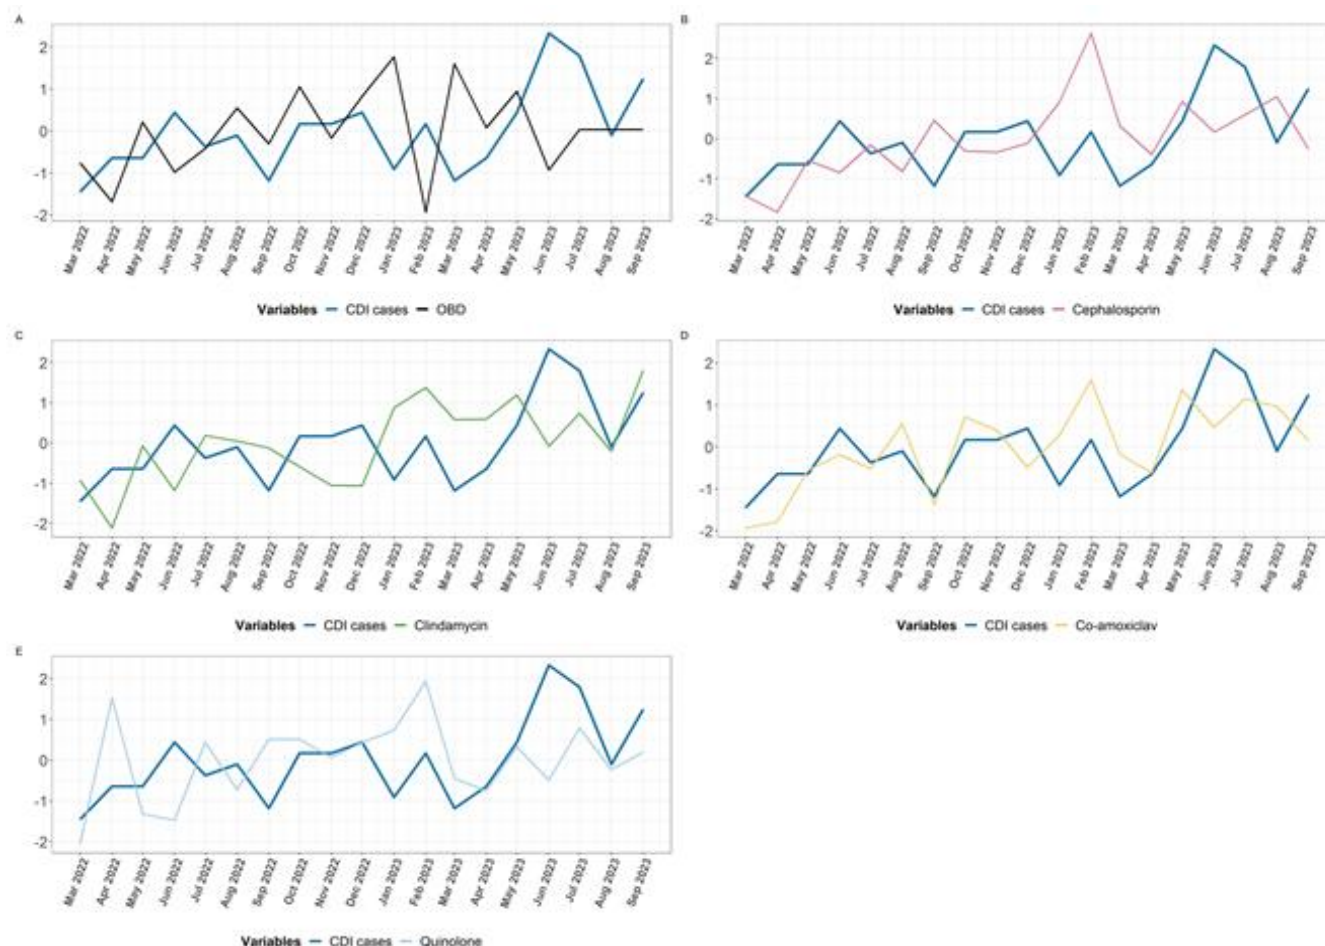 A
2
1
0
-1
-2
Mar 2022
Apr 2022
May 2022
Jun 2022
Jul 2022
Aug 2022
Sep 2022
Oct 2022
Nov 2022
Dec 2022
Jan 2023
Feb 2023
Mar 2023
Apr 2023
May 2023
Jun 2023
Jul 2023
Aug 2023
Sep 2023
Variables CDI cases OBD
B
2
1
0
-1
-2
Mar 2022
Apr 2022
May 2022
Jun 2022
Jul 2022
Aug 2022
Sep 2022
Oct 2022
Nov 2022
Dec 2022
Jan 2023
Feb 2023
Mar 2023
Apr 2023
May 2023
Jun 2023
Jul 2023
Aug 2023
Sep 2023
Variables CDI cases Cephalosporin
C
2
1
0
-1
-2
Mar 2022
Apr 2022
May 2022
Jun 2022
Jul 2022
Aug 2022
Sep 2022
Oct 2022
Nov 2022
Dec 2022
Jan 2023
Feb 2023
Mar 2023
Apr 2023
May 2023
Jun 2023
Jul 2023
Aug 2023
Sep 2023
Variables CDI cases Clindamycin
D
2
1
0
-1
-2
Mar 2022
Apr 2022
May 2022
Jun 2022
Jul 2022
Aug 2022
Sep 2022
Oct 2022
Nov 2022
Dec 2022
Jan 2023
Feb 2023
Mar 2023
Apr 2023
May 2023
Jun 2023
Jul 2023
Aug 2023
Sep 2023
Variables CDI cases Co-amoxiclav
E
2
1
0
-1
-2
Mar 2022
Apr 2022
May 2022
Jun 2022
Jul 2022
Aug 2022
Sep 2022
Oct 2022
Nov 2022
Dec 2022
Jan 2023
Feb 2023
Mar 2023
Apr 2023
May 2023
Jun 2023
Jul 2023
Aug 2023
Sep 2023
Variables CDI cases Quinolone